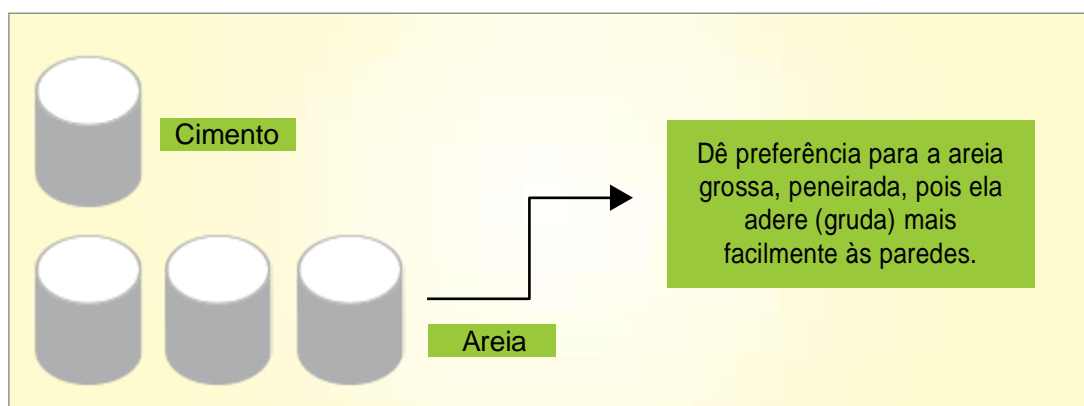 Cimento
Dê preferência para a areia
grossa, peneirada, pois ela
adere (gruda) mais
facilmente às paredes.
Areia